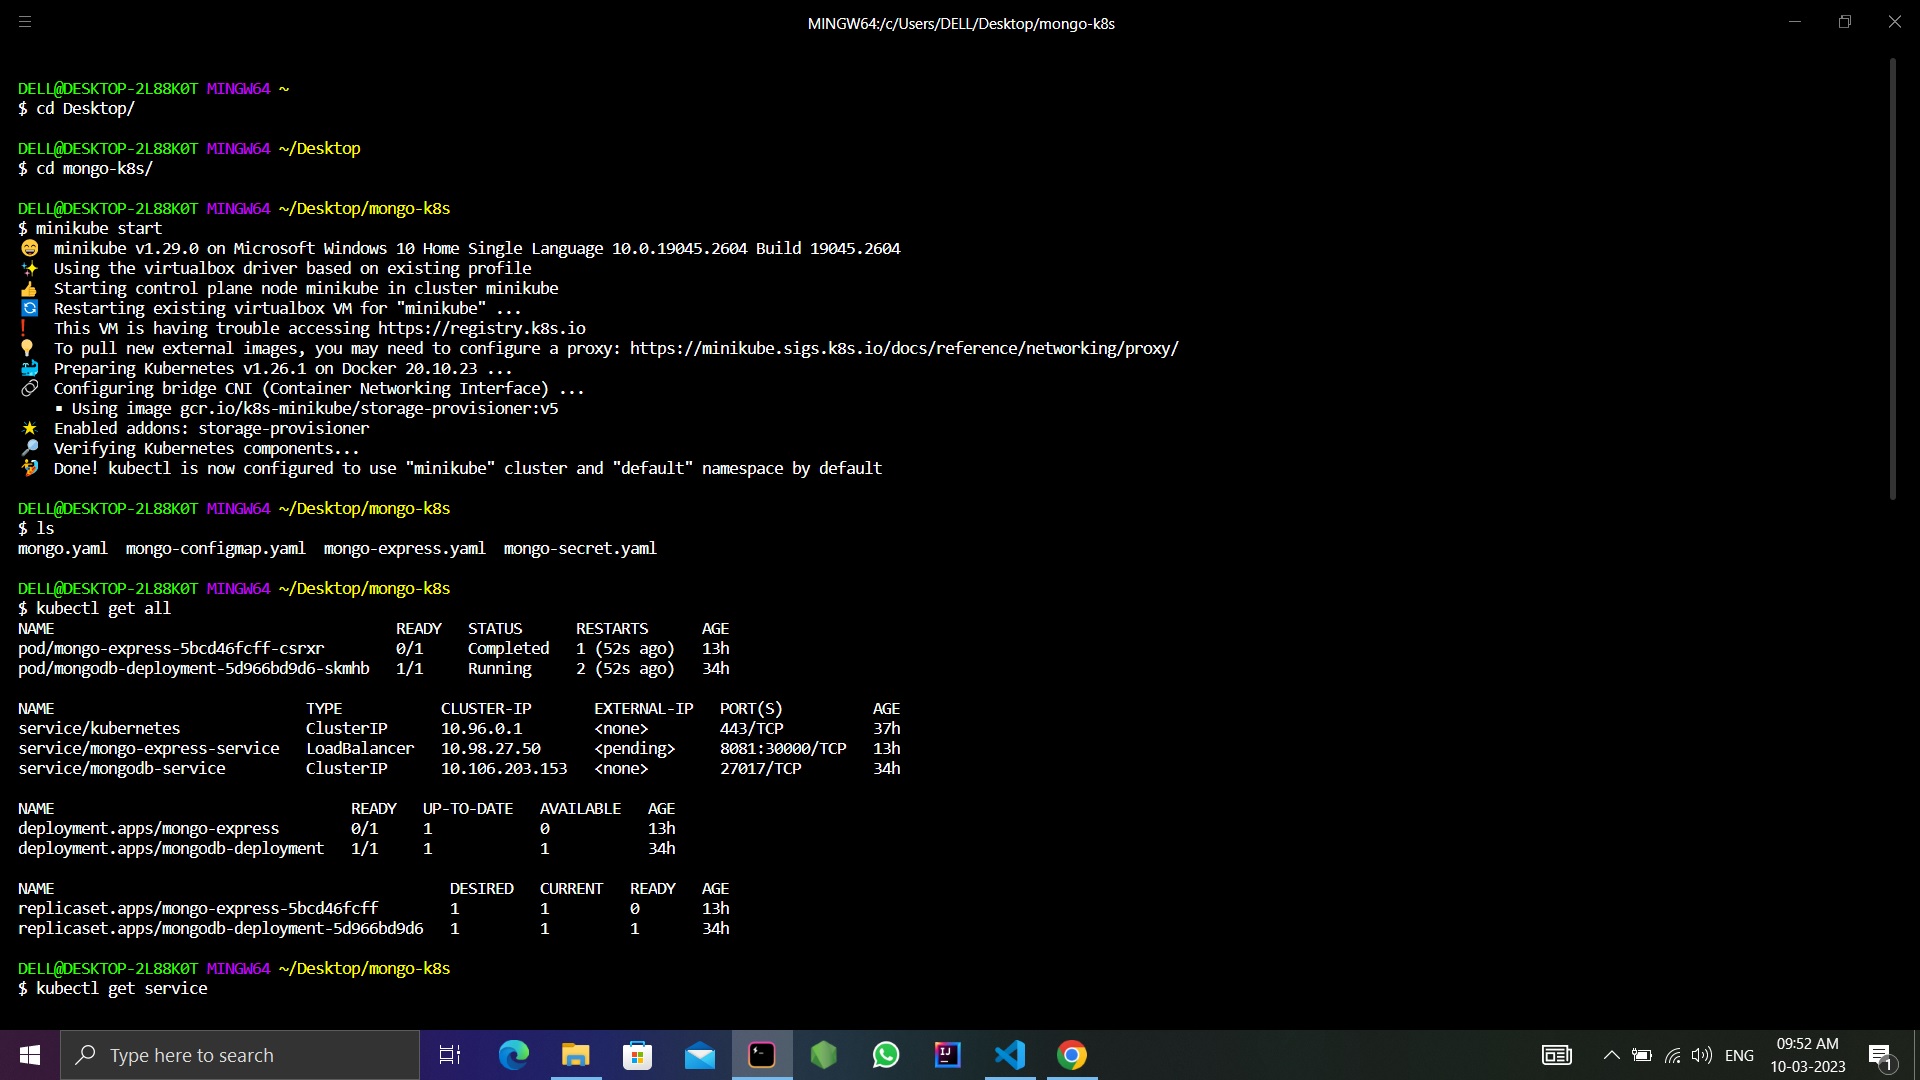 MINGW64:/c/Users/DELL/Desktop/mongo-k8s
DELL@DESKTOP-2L88K0T MINGW64 ~
$ cd Desktop/
DELL@DESKTOP-2L88K0T MINGW64 ~/Desktop
$ cd mongo-k8s/
DELL@DESKTOP-2L88K0T MINGW64 ~/Desktop/mongo-k8s
$ minikube start
😄 minikube v1.29.0 on Microsoft Windows 10 Home Single Language 10.0.19045.2604 Build 19045.2604
✨ Using the virtualbox driver based on existing profile
👍 Starting control plane node minikube in cluster minikube
🔄 Restarting existing virtualbox VM for "minikube" ...
❗ This VM is having trouble accessing https://registry.k8s.io
💡 To pull new external images, you may need to configure a proxy: https://minikube.sigs.k8s.io/docs/reference/networking/proxy/
🐳 Preparing Kubernetes v1.26.1 on Docker 20.10.23 ...
🔗 Configuring bridge CNI (Container Networking Interface) ...
▪ Using image gcr.io/k8s-minikube/storage-provisioner:v5
🌟 Enabled addons: storage-provisioner
🔎 Verifying Kubernetes components...
🏄 Done! kubectl is now configured to use "minikube" cluster and "default" namespace by default
DELL@DESKTOP-2L88K0T MINGW64 ~/Desktop/mongo-k8s
$ ls
mongo.yaml mongo-configmap.yaml mongo-express.yaml mongo-secret.yaml
DELL@DESKTOP-2L88K0T MINGW64 ~/Desktop/mongo-k8s
$ kubectl get all
NAME READY STATUS RESTARTS AGE
pod/mongo-express-5bcd46fcff-csrxr 0/1 Completed 1 (52s ago) 13h
pod/mongodb-deployment-5d966bd9d6-skmhb 1/1 Running 2 (52s ago) 34h
NAME TYPE CLUSTER-IP EXTERNAL-IP PORT(S) AGE
service/kubernetes ClusterIP 10.96.0.1 <none> 443/TCP 37h
service/mongo-express-service LoadBalancer 10.98.27.50 <pending> 8081:30000/TCP 13h
service/mongodb-service ClusterIP 10.106.203.153 <none> 27017/TCP 34h
NAME READY UP-TO-DATE AVAILABLE AGE
deployment.apps/mongo-express 0/1 1 0 13h
deployment.apps/mongodb-deployment 1/1 1 1 34h
NAME DESIRED CURRENT READY AGE
replicaset.apps/mongo-express-5bcd46fcff 1 1 0 13h
replicaset.apps/mongodb-deployment-5d966bd9d6 1 1 1 34h
DELL@DESKTOP-2L88K0T MINGW64 ~/Desktop/mongo-k8s
$ kubectl get service
Type here to search
IJ
ENG
09:52 AM
10-03-2023
1